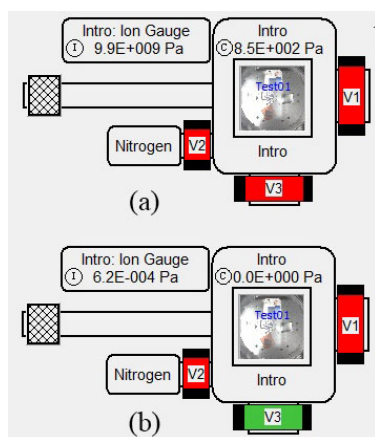 Intro: Ion Gauge
I 9.9E+009 Pa
Intro
C 8.5E+002 Pa
Test01
V1
Intro
Nitrogen
V2
V3
(a)
Intro: Ion Gauge
I 6.2E-004 Pa
Intro
C 0.0E+000 Pa
Test01
V1
Intro
Nitrogen
V2
V3
(b)